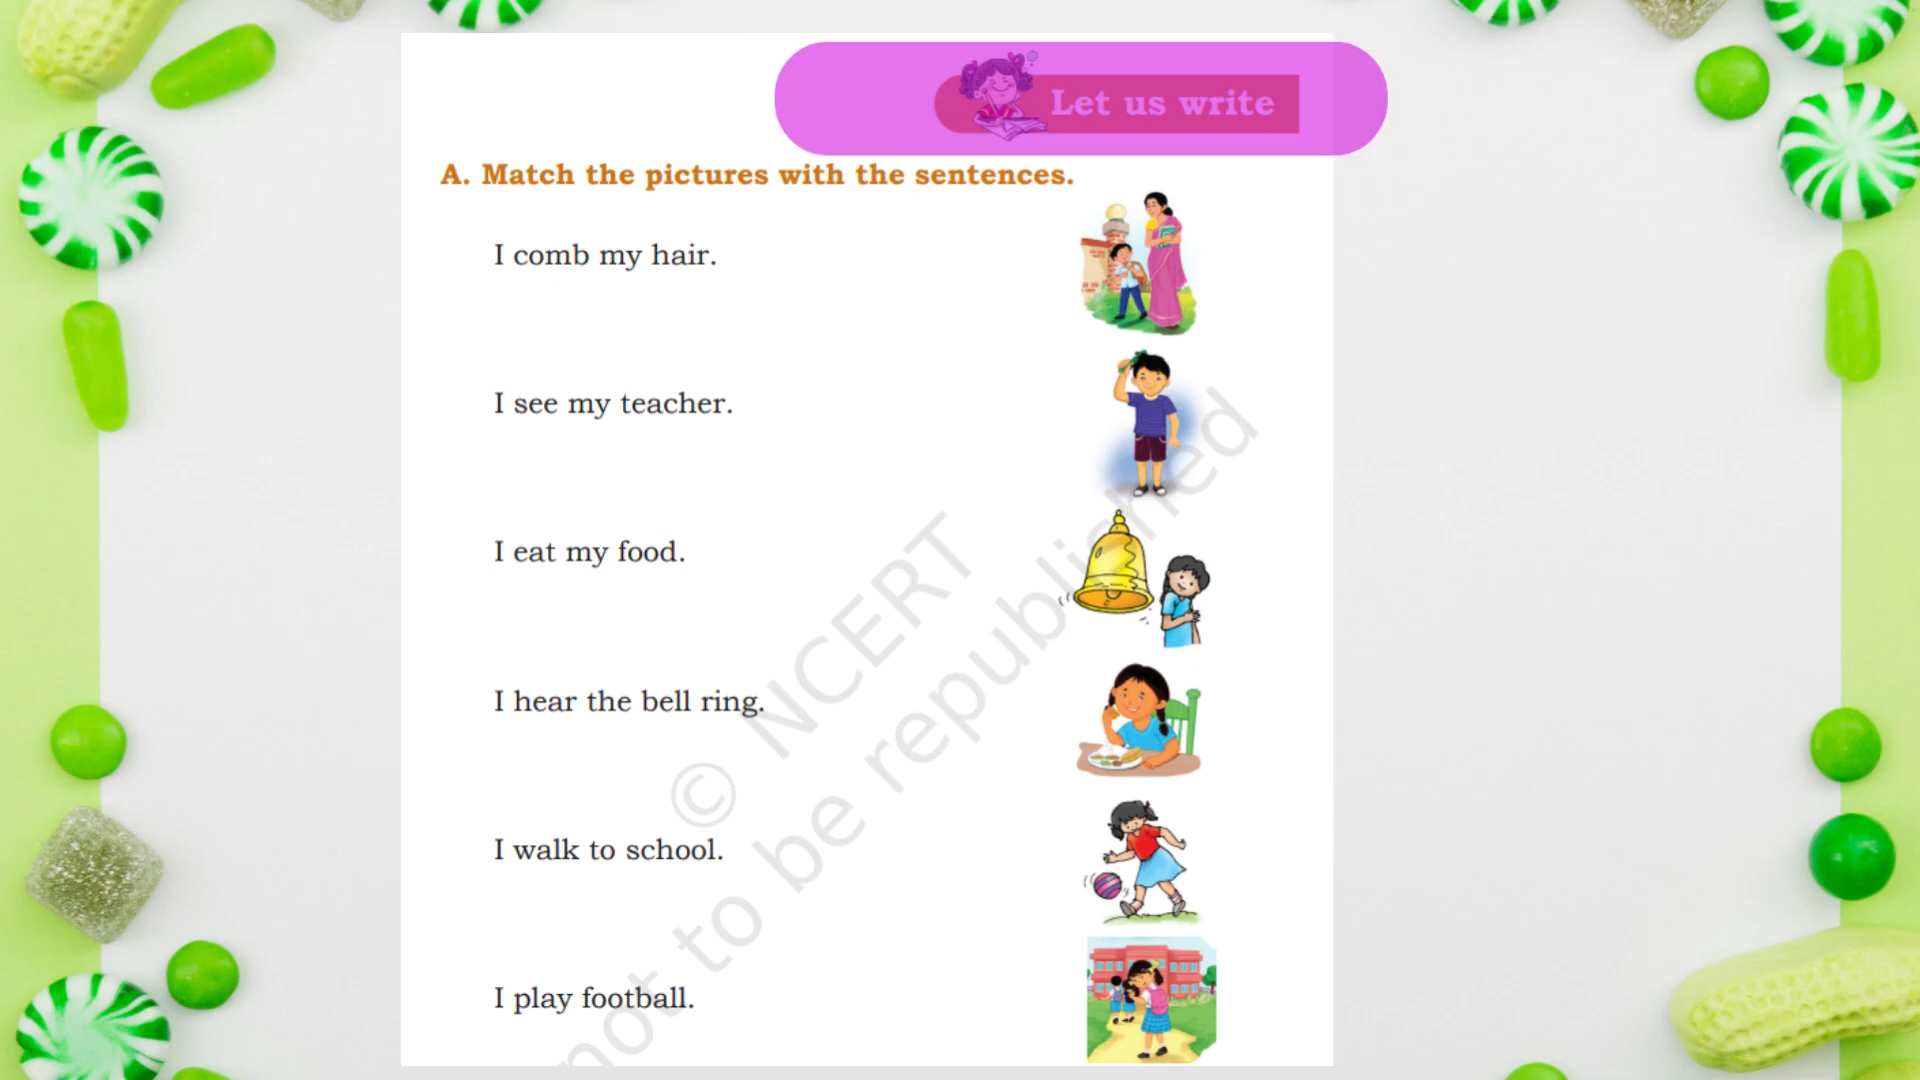 Let us write
A. Match the pictures with the sentences.
I comb my hair.
I see my teacher.
I eat my food.
I hear the bell ring.
I walk to school.
I play football.
© NCERT
not to be republished